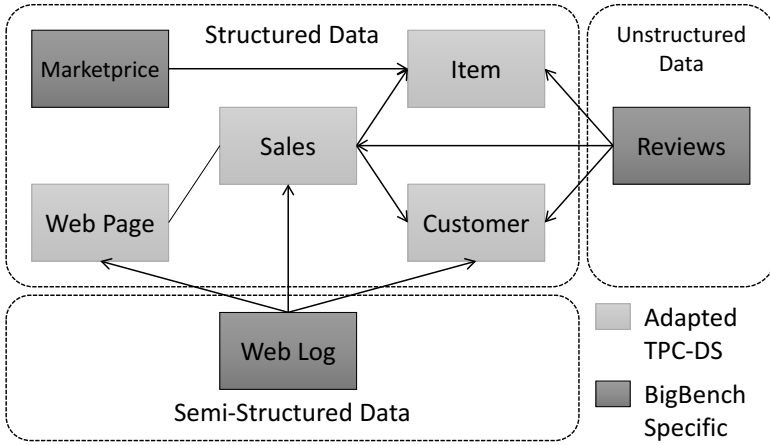 Structured Data
Unstructured
Data
Marketprice
Item
Sales
Reviews
Web Page
Customer
Web Log
Semi-Structured Data
Adapted
TPC-DS
BigBench
Specific